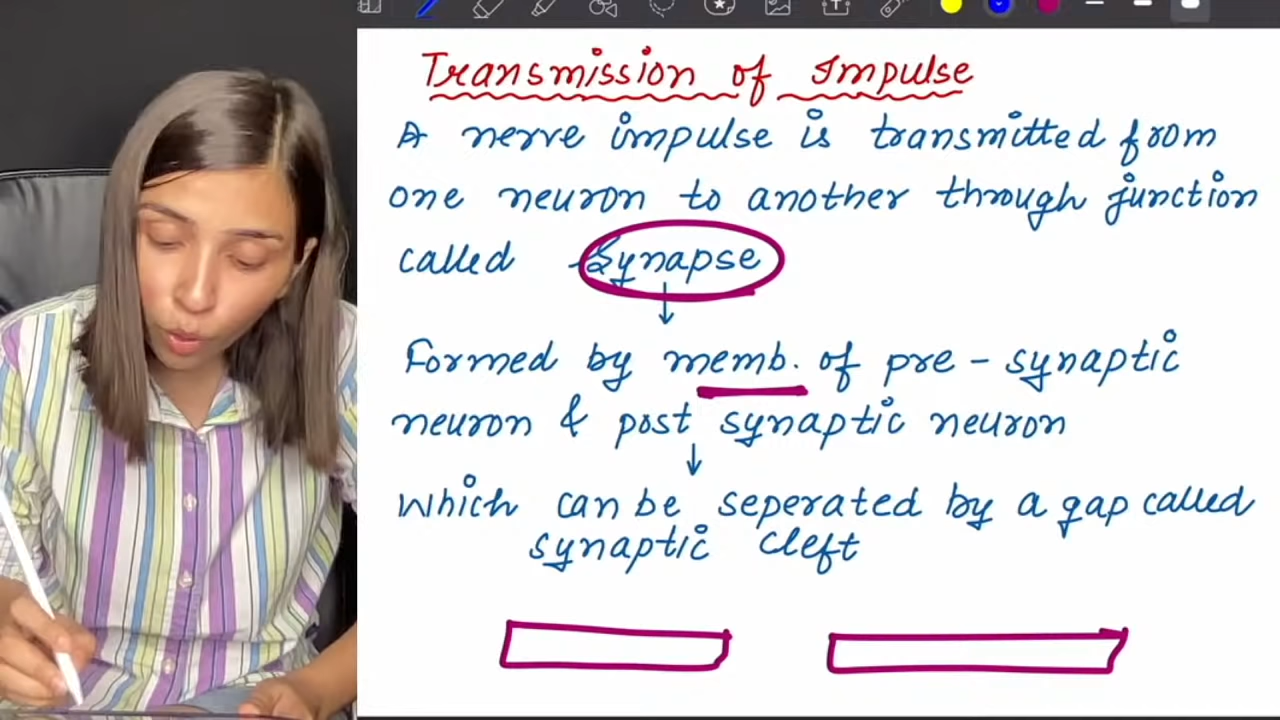 Transmission of Impulse
A nerve impulse is transmitted from
one neuron to another through junction
called Synapse
Formed by memb. of pre - synaptic
neuron & post synaptic neuron
Which can be seperated by a gap called
synaptic cleft